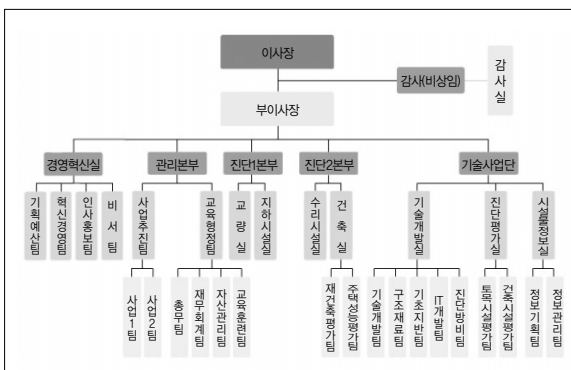 이사장
감사(비상임)
감사실
부이사장
경영혁신실
관리본부
진단1본부
진단2본부
기술사업단
기획예산팀
혁신경영팀
인사홍보팀
비서팀
사업추진팀
교육형정팀
교량실
지하시설실
수리시설실
건축실
기술개발실
진단평가실
시설물정보실
사업1팀
사업2팀
총무팀
재무회계팀
자산관리팀
교육훈련팀
재건축평가팀
주택성능평가팀
기술개발팀
구조재료팀
기초지반팀
IT개발팀
진단방비팀
토목시설평가팀
건축시설평가팀
정보기획팀
정보관리팀